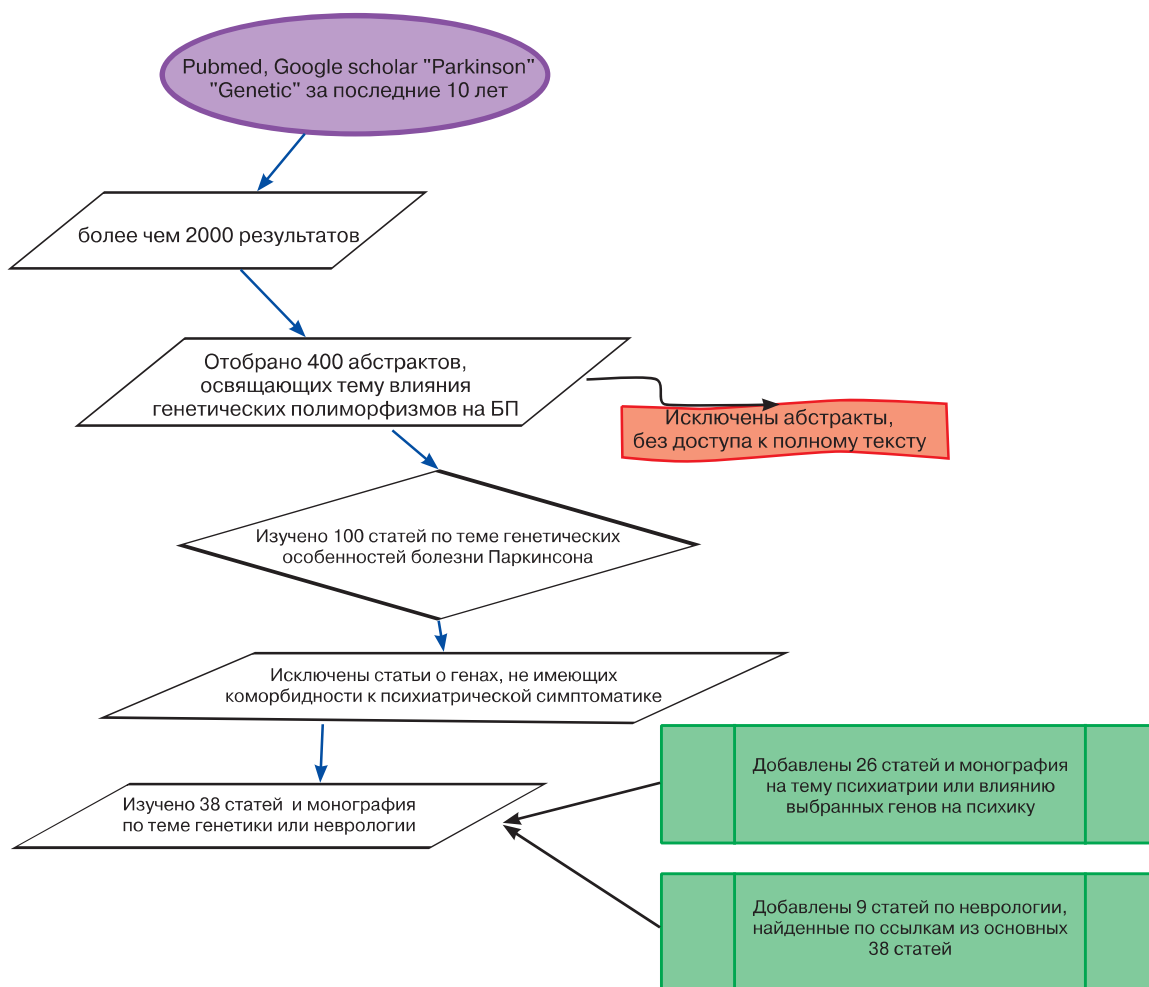 Pubmed, Google scholar "Parkinson"
"Genetic" за последние 10 лет
более чем 2000 результатов
Отобрано 400 абстрактов,
освящающих тему влияния
генетических полиморфизмов на БП
Исключены абстракты,
без доступа к полному тексту
Изучено 100 статей по теме генетических
особенностей болезни Паркинсона
Исключены статьи о генах, не имеющих
коморбидности к психиатрической симптоматике
Изучено 38 статей и монография
по теме генетики или неврологии
Добавлены 26 статей и монография
на тему психиатрии или влиянию
выбранных генов на психику
Добавлены 9 статей по неврологии,
найденные по ссылкам из основных
38 статей